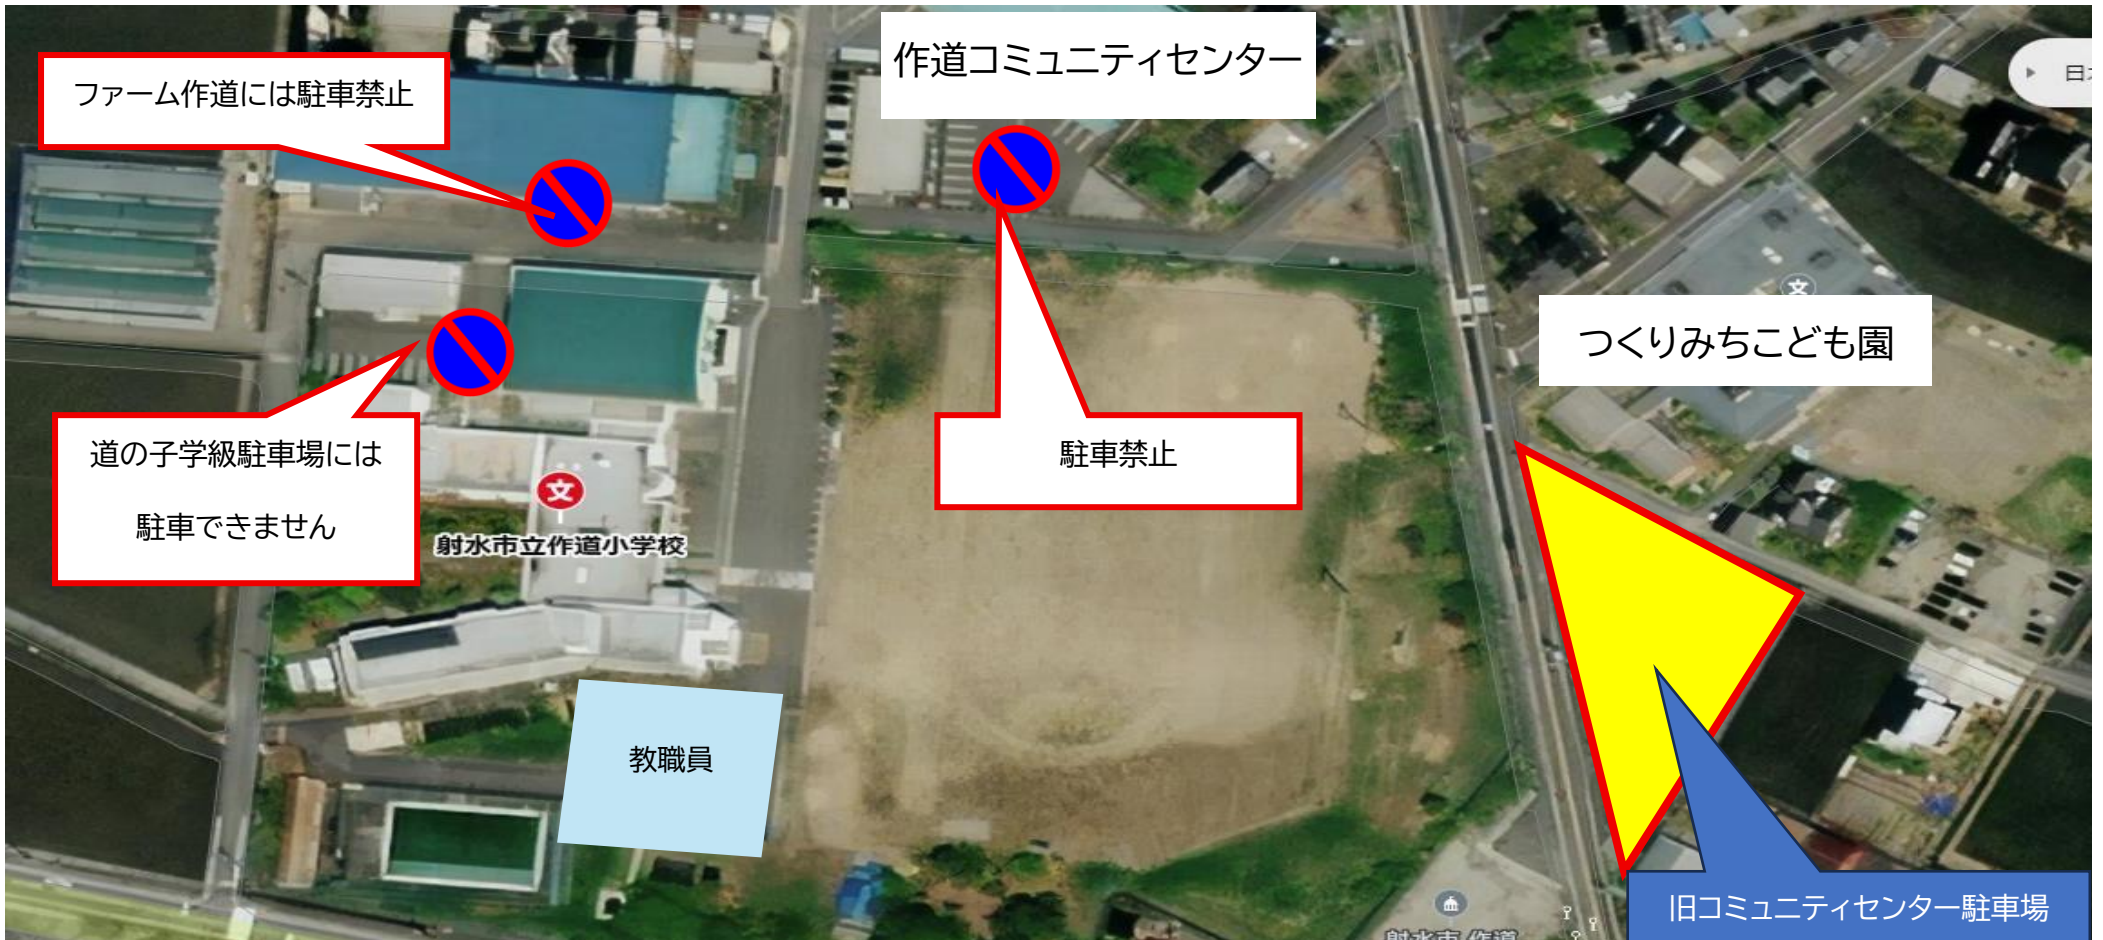 作道コミュニティセンター
ファーム作道には駐車禁止
文
つくりみちこども園
道の子学級駐車場には
駐車できません
駐車禁止
文
射水市立作道小学校
教職員
旧コミュニティセンター駐車場